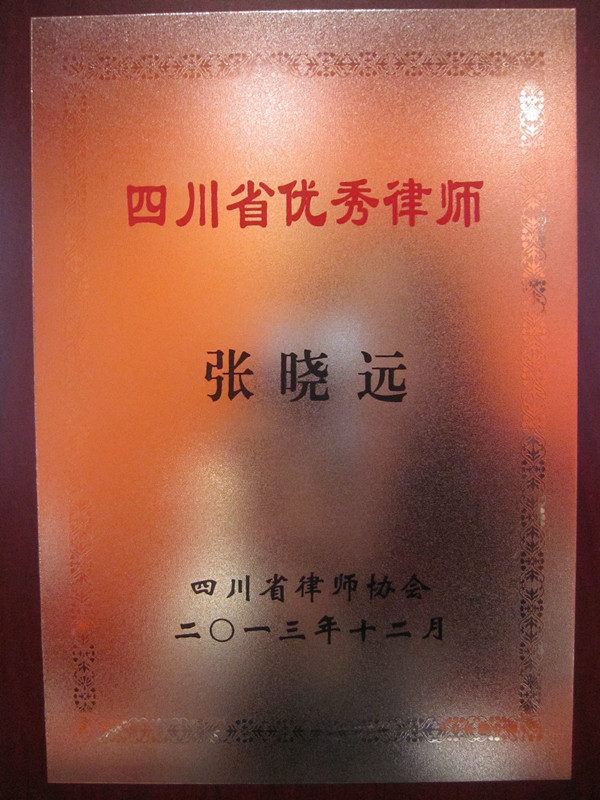 四川省优秀律师
张晓远
四川省律师协会
二〇一三年十二月